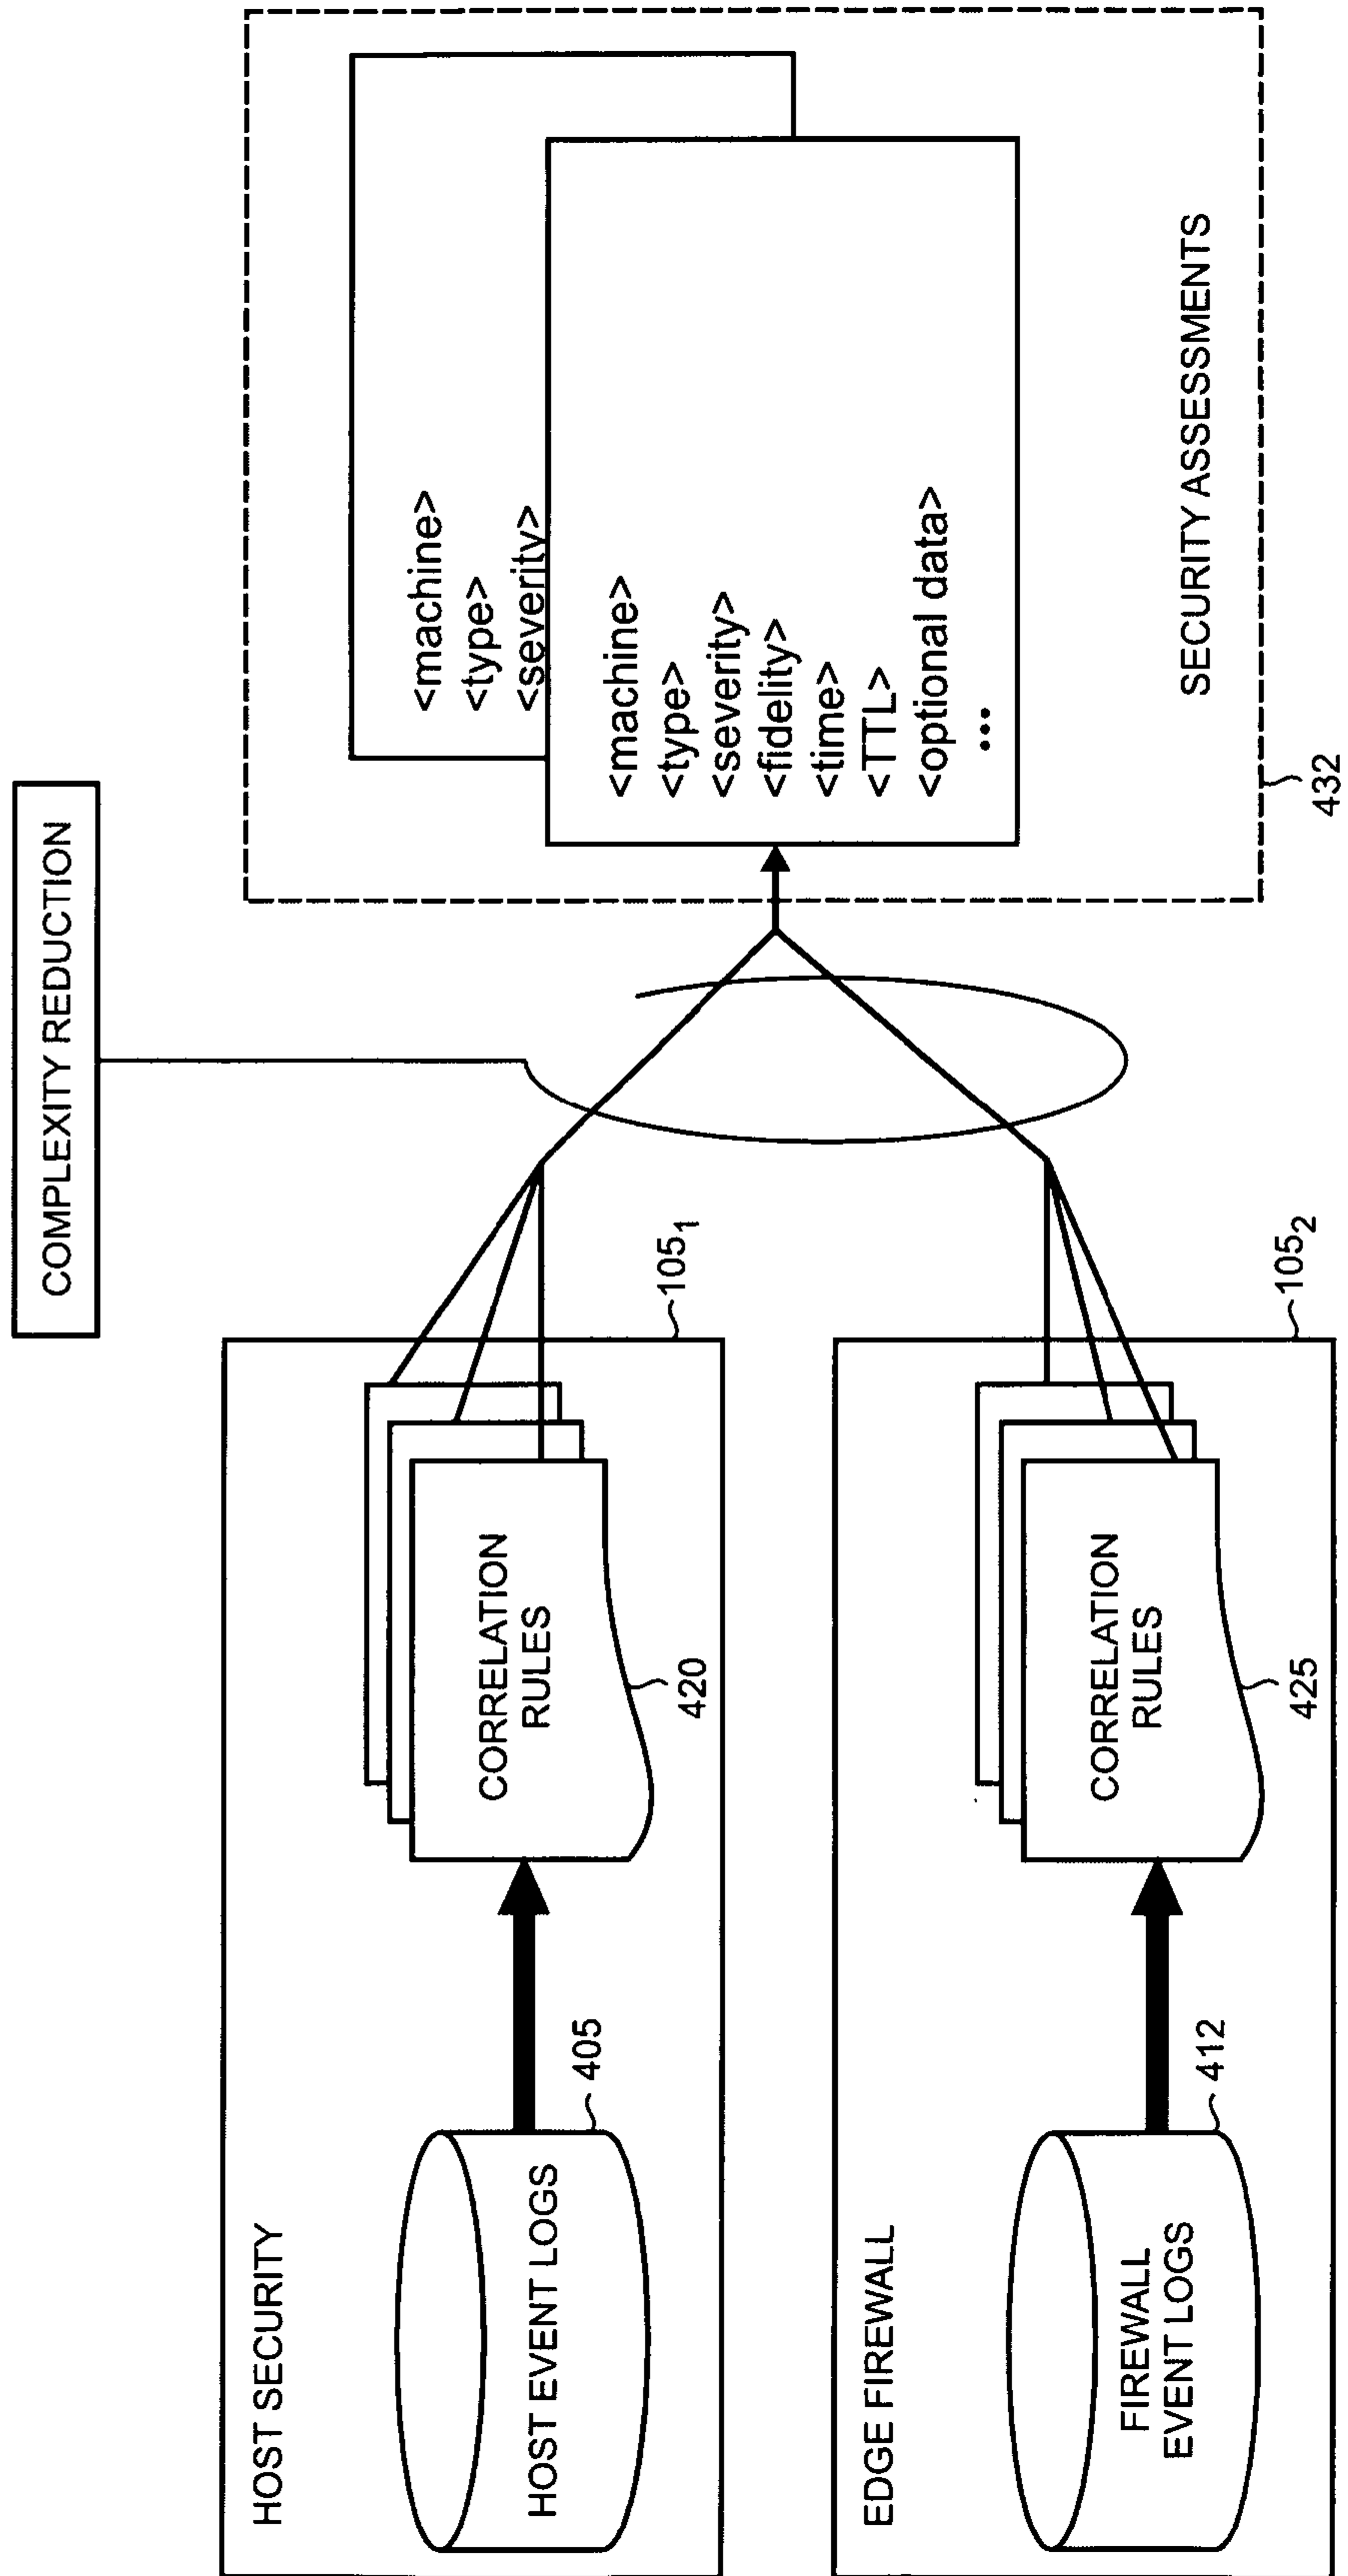 COMPLEXITY REDUCTION
HOST SECURITY
HOST EVENT LOGS
405
CORRELATION
RULES
420
105₁
EDGE FIREWALL
FIREWALL
EVENT LOGS
412
CORRELATION
RULES
425
105₂
<machine>
<type>
<severity>
<machine>
<type>
<severity>
<fidelity>
<time>
<TTL>
<optional data>
...
SECURITY ASSESSMENTS
432